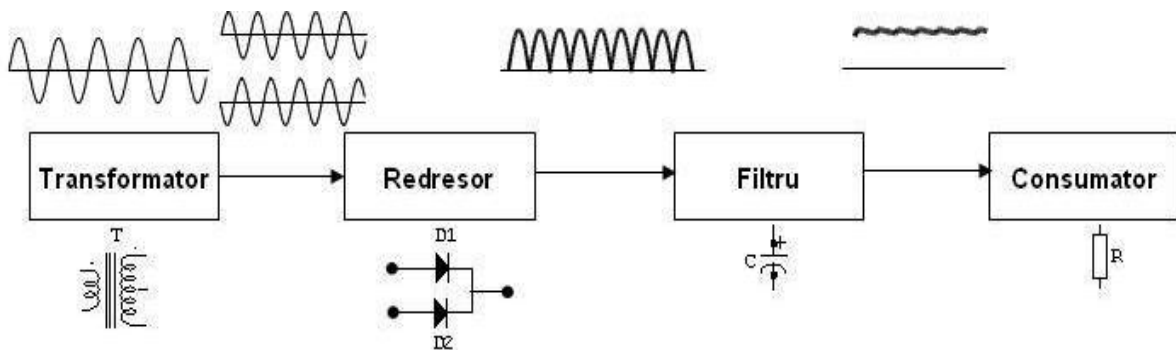 Transformator
Redresor
Filtru
Consumator
T
D1
D2
C
+
R